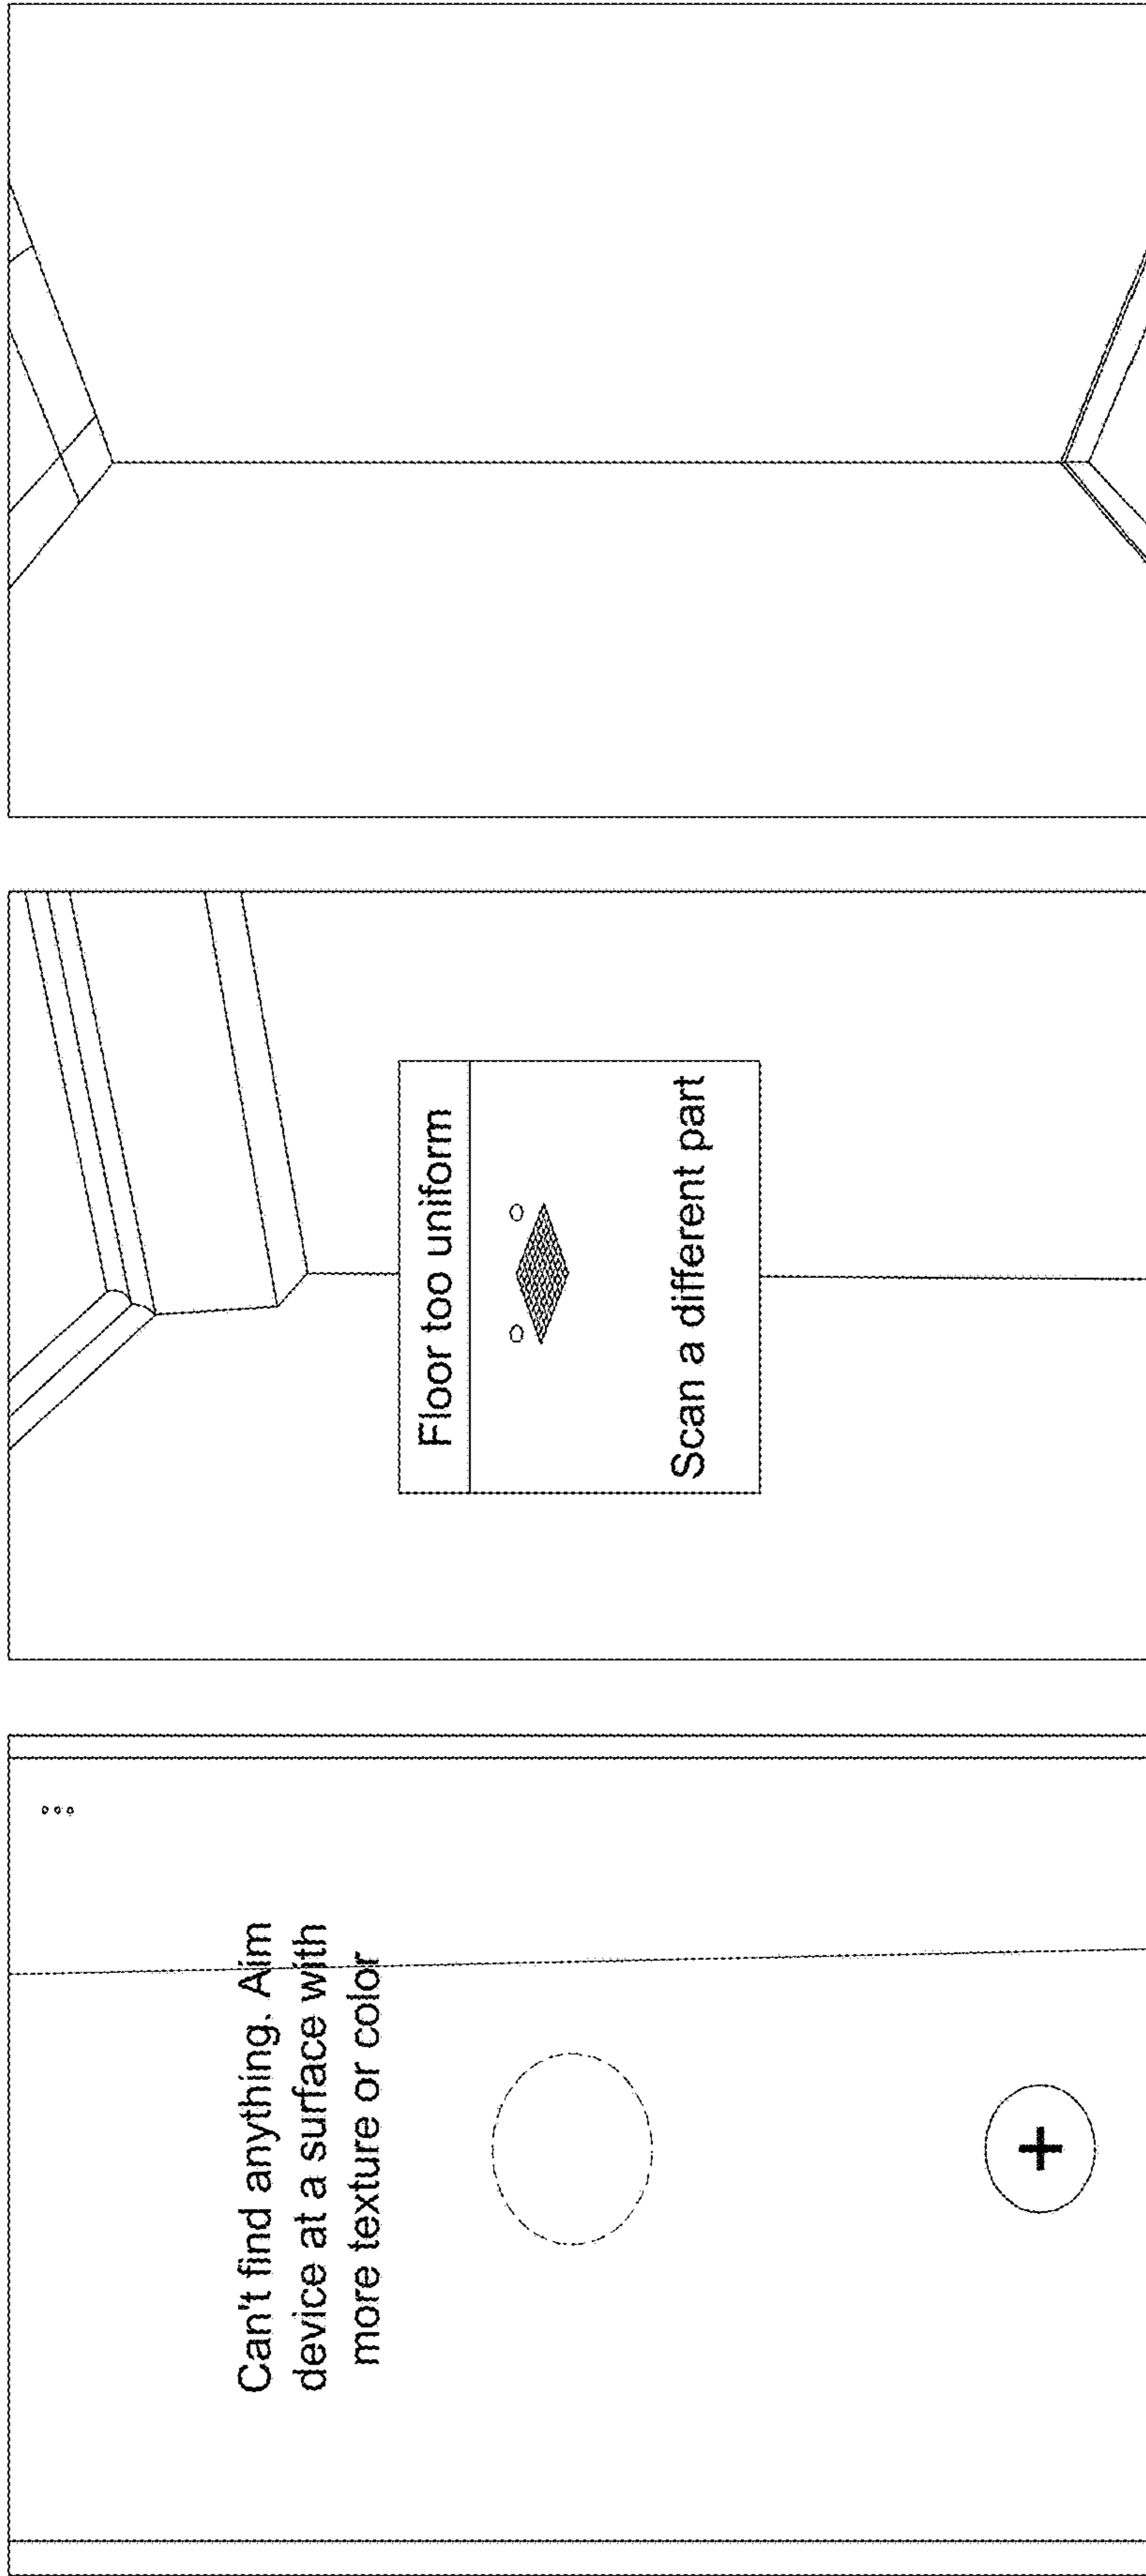 Can't find anything. Aim
device at a surface with
more texture or color
Floor too uniform
Scan a different part